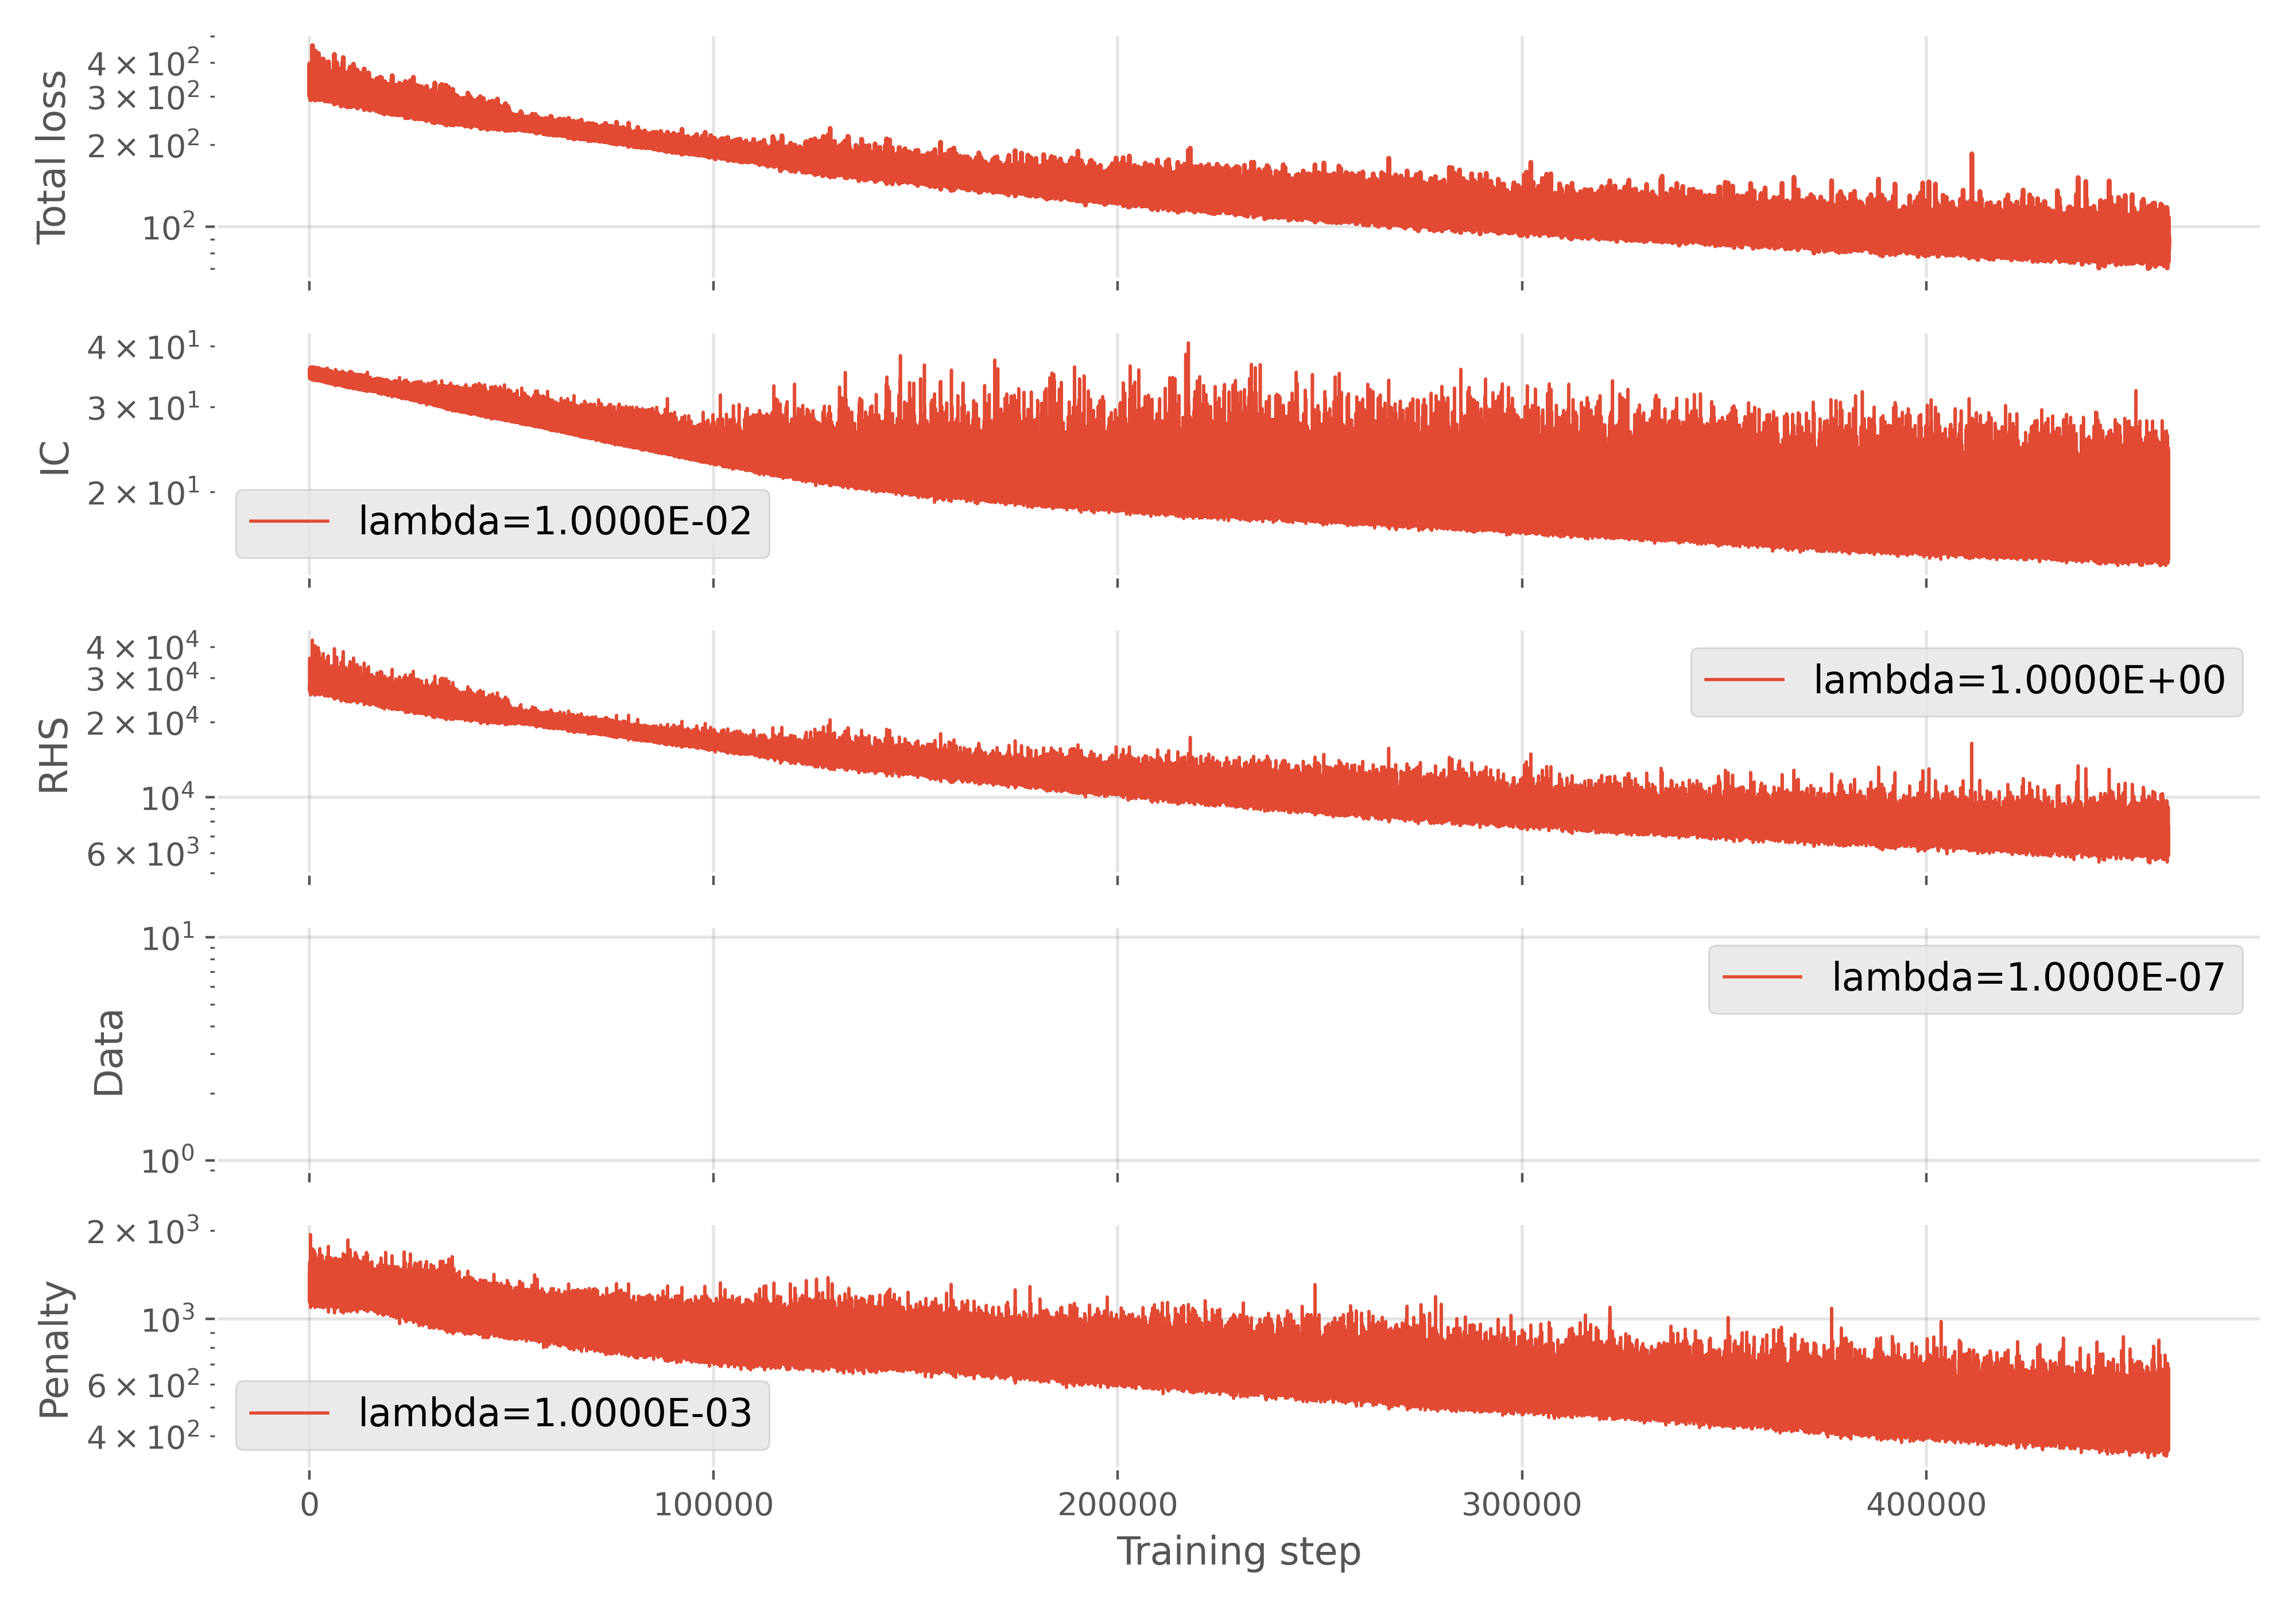 Total loss
4 × 10²
3 × 10²
2 × 10²
10²
IC
4 × 10¹
3 × 10¹
2 × 10¹
lambda=1.0000E-02
RHS
4 × 10⁴
3 × 10⁴
2 × 10⁴
10⁴
6 × 10³
lambda=1.0000E+00
Data
10¹
10⁰
lambda=1.0000E-07
Penalty
2 × 10³
10³
6 × 10²
4 × 10²
lambda=1.0000E-03
0 100000 200000 300000 400000
Training step